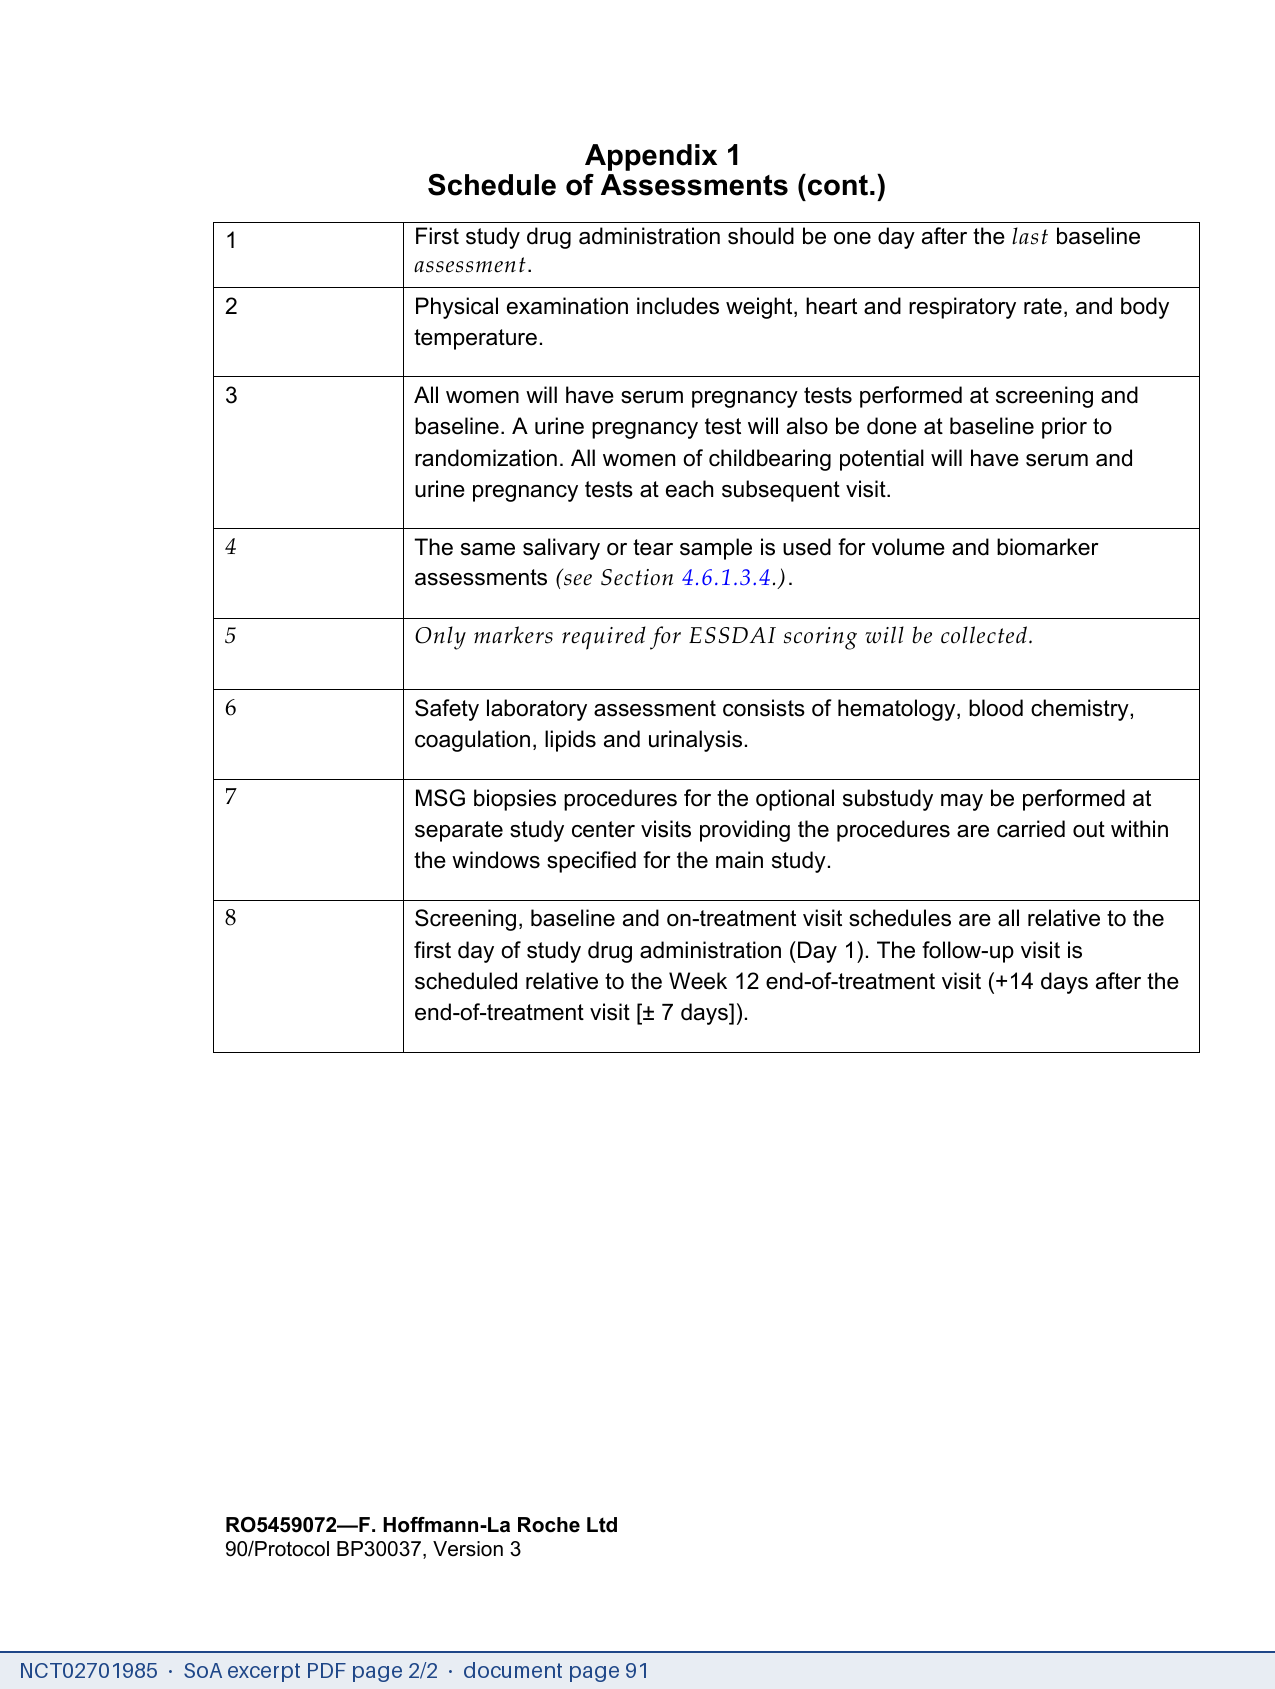 Appendix 1
Schedule of Assessments (cont.)
1
First study drug administration should be one day after the last baseline
assessment.
2
Physical examination includes weight, heart and respiratory rate, and body
temperature.
3
All women will have serum pregnancy tests performed at screening and
baseline. A urine pregnancy test will also be done at baseline prior to
randomization. All women of childbearing potential will have serum and
urine pregnancy tests at each subsequent visit.
4
The same salivary or tear sample is used for volume and biomarker
assessments (see Section 4.6.1.3.4.).
5
Only markers required for ESSDAI scoring will be collected.
6
Safety laboratory assessment consists of hematology, blood chemistry,
coagulation, lipids and urinalysis.
7
MSG biopsies procedures for the optional substudy may be performed at
separate study center visits providing the procedures are carried out within
the windows specified for the main study.
8
Screening, baseline and on-treatment visit schedules are all relative to the
first day of study drug administration (Day 1). The follow-up visit is
scheduled relative to the Week 12 end-of-treatment visit (+14 days after the
end-of-treatment visit [± 7 days]).
RO5459072—F. Hoffmann-La Roche Ltd
90/Protocol BP30037, Version 3
NCT02701985 · SoA excerpt PDF page 2/2 · document page 91